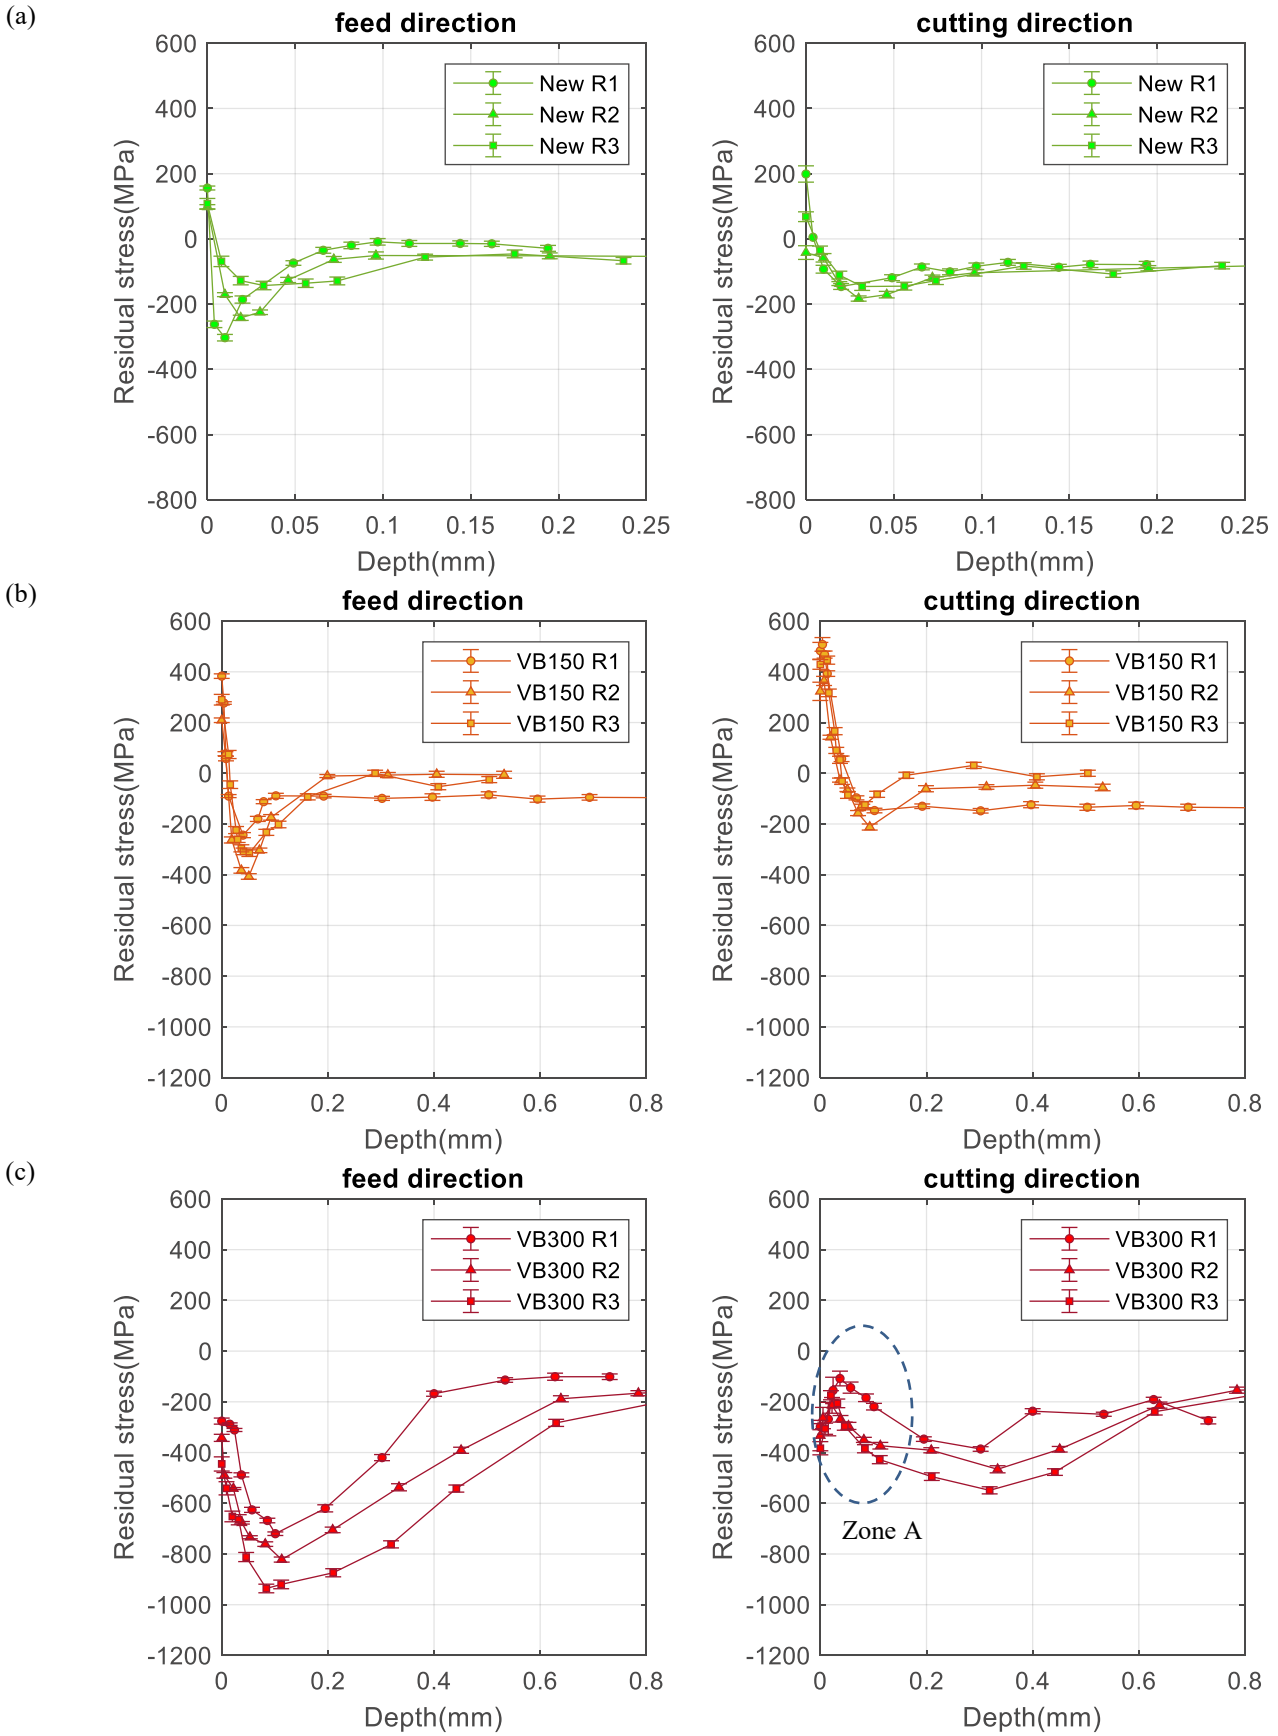 (a)
feed direction
cutting direction
600
400
200
0
-200
-400
-600
-800
Residual stress(MPa)
New R1
New R2
New R3
0 0.05 0.1 0.15 0.2 0.25
Depth(mm)
600
400
200
0
-200
-400
-600
-800
Residual stress(MPa)
New R1
New R2
New R3
0 0.05 0.1 0.15 0.2 0.25
Depth(mm)
(b)
feed direction
cutting direction
600
400
200
0
-200
-400
-600
-800
-1000
-1200
Residual stress(MPa)
VB150 R1
VB150 R2
VB150 R3
0 0.2 0.4 0.6 0.8
Depth(mm)
600
400
200
0
-200
-400
-600
-800
-1000
-1200
Residual stress(MPa)
VB150 R1
VB150 R2
VB150 R3
0 0.2 0.4 0.6 0.8
Depth(mm)
(c)
feed direction
cutting direction
600
400
200
0
-200
-400
-600
-800
-1000
-1200
Residual stress(MPa)
VB300 R1
VB300 R2
VB300 R3
0 0.2 0.4 0.6 0.8
Depth(mm)
600
400
200
0
-200
-400
-600
-800
-1000
-1200
Residual stress(MPa)
VB300 R1
VB300 R2
VB300 R3
Zone A
0 0.2 0.4 0.6 0.8
Depth(mm)